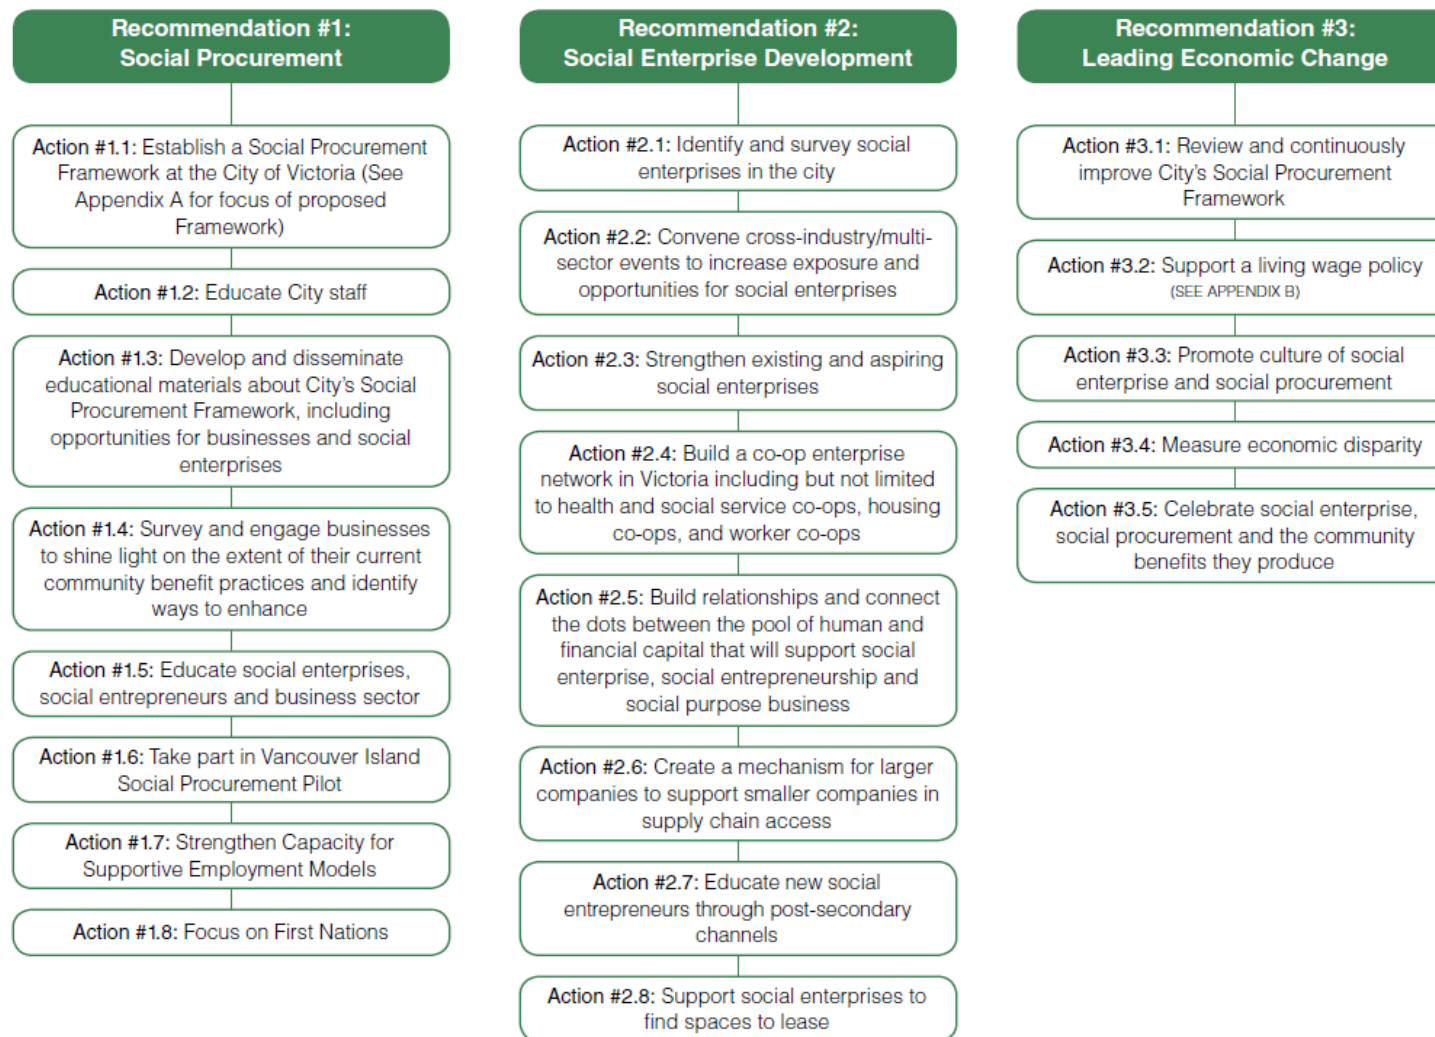 Recommendation #1:
Social Procurement
Action #1.1: Establish a Social Procurement
Framework at the City of Victoria (See
Appendix A for focus of proposed
Framework)
Action #1.2: Educate City staff
Action #1.3: Develop and disseminate
educational materials about City's Social
Procurement Framework, including
opportunities for businesses and social
enterprises
Action #1.4: Survey and engage businesses
to shine light on the extent of their current
community benefit practices and identify
ways to enhance
Action #1.5: Educate social enterprises,
social entrepreneurs and business sector
Action #1.6: Take part in Vancouver Island
Social Procurement Pilot
Action #1.7: Strengthen Capacity for
Supportive Employment Models
Action #1.8: Focus on First Nations
Recommendation #2:
Social Enterprise Development
Action #2.1: Identify and survey social
enterprises in the city
Action #2.2: Convene cross-industry/multi-
sector events to increase exposure and
opportunities for social enterprises
Action #2.3: Strengthen existing and aspiring
social enterprises
Action #2.4: Build a co-op enterprise
network in Victoria including but not limited
to health and social service co-ops, housing
co-ops, and worker co-ops
Action #2.5: Build relationships and connect
the dots between the pool of human and
financial capital that will support social
enterprise, social entrepreneurship and
social purpose business
Action #2.6: Create a mechanism for larger
companies to support smaller companies in
supply chain access
Action #2.7: Educate new social
entrepreneurs through post-secondary
channels
Action #2.8: Support social enterprises to
find spaces to lease
Recommendation #3:
Leading Economic Change
Action #3.1: Review and continuously
improve City's Social Procurement
Framework
Action #3.2: Support a living wage policy
(SEE APPENDIX B)
Action #3.3: Promote culture of social
enterprise and social procurement
Action #3.4: Measure economic disparity
Action #3.5: Celebrate social enterprise,
social procurement and the community
benefits they produce